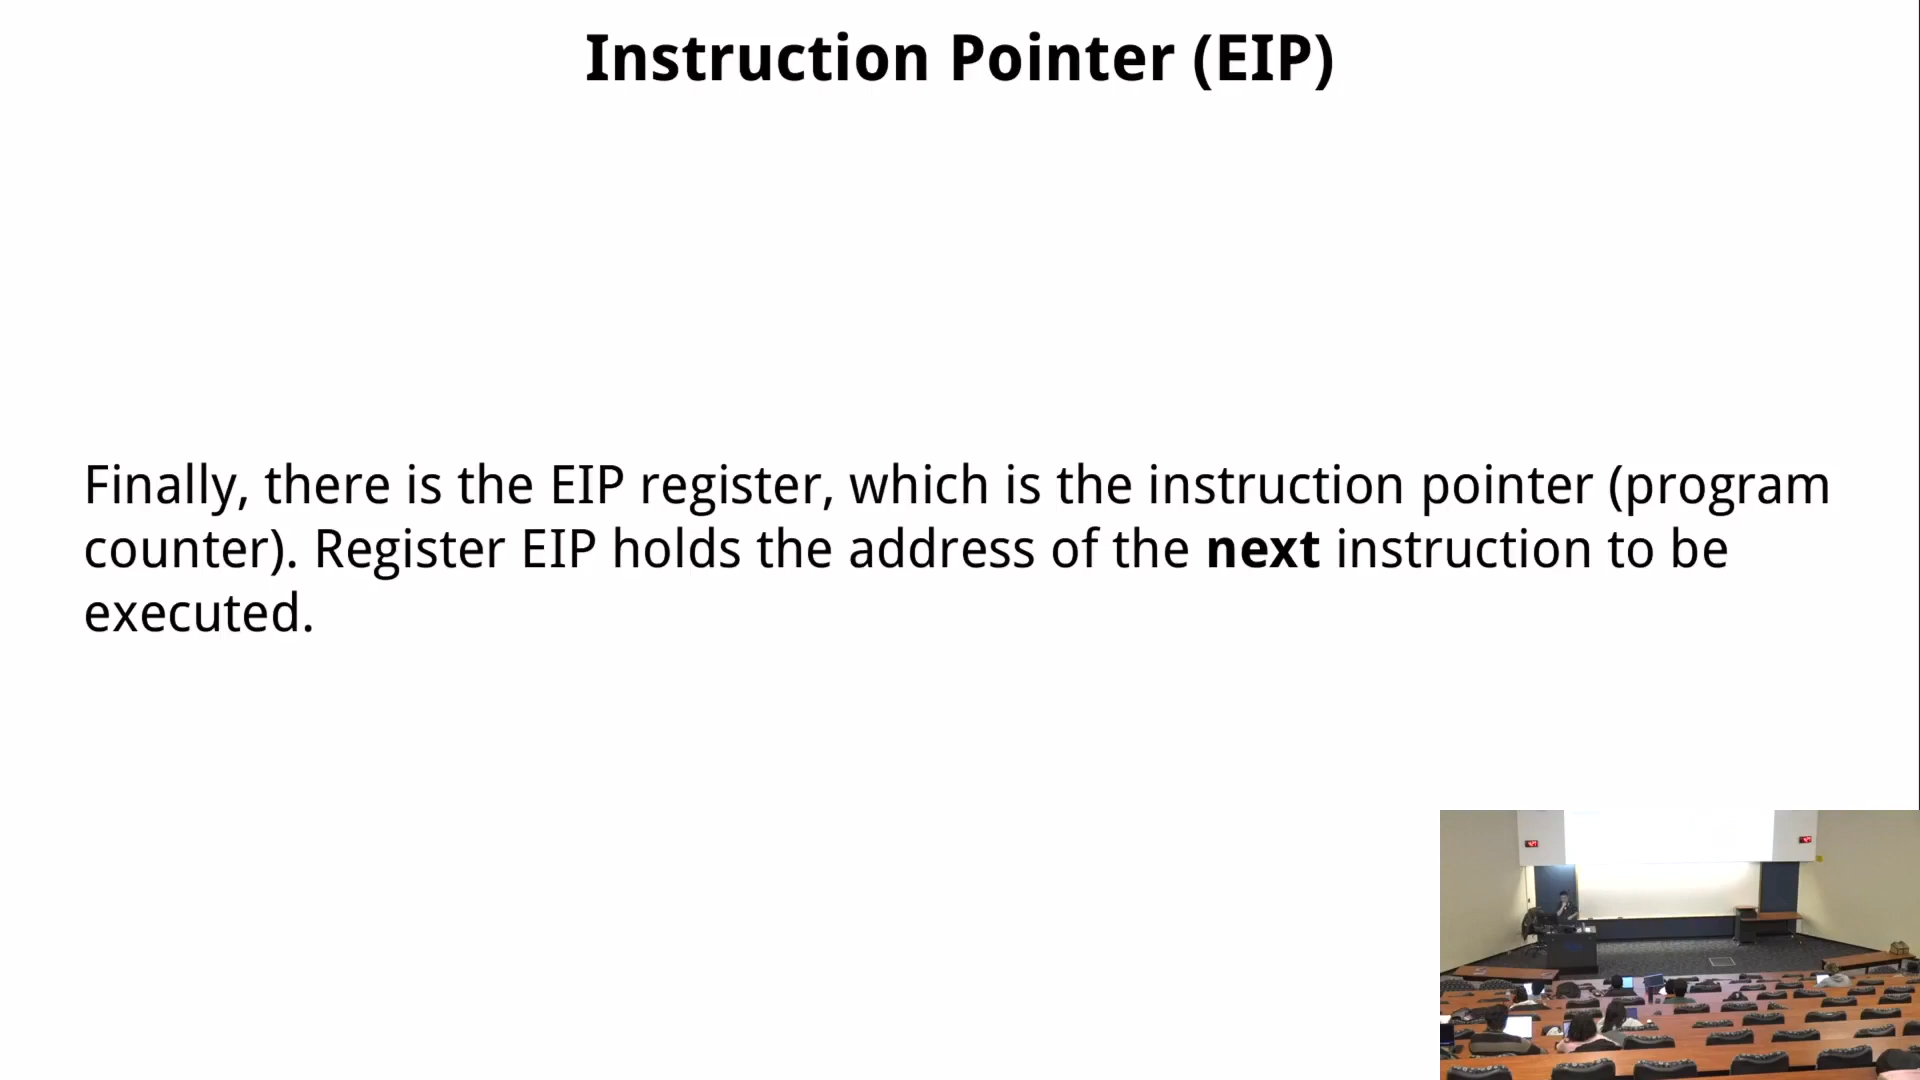 Instruction Pointer (EIP)
Finally, there is the EIP register, which is the instruction pointer (program
counter). Register EIP holds the address of the next instruction to be
executed.